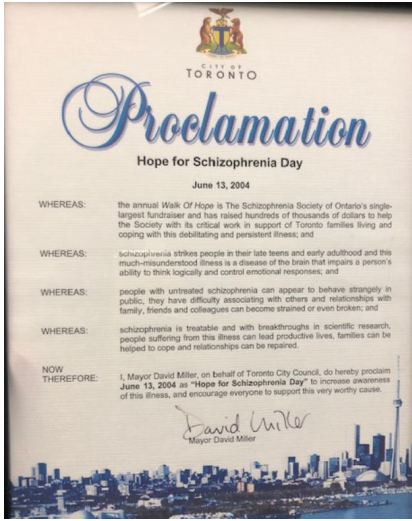 CITY OF
TORONTO
Proclamation
Hope for Schizophrenia Day
June 13, 2004
WHEREAS: the annual Walk Of Hope is The Schizophrenia Society of Ontario's single-
largest fundraiser and has raised hundreds of thousands of dollars to help
the Society with its critical work in support of Toronto families living and
coping with this debilitating and persistent illness; and
WHEREAS: schizophrenia strikes people in their late teens and early adulthood and this
much-misunderstood illness is a disease of the brain that impairs a person's
ability to think logically and control emotional responses; and
WHEREAS: people with untreated schizophrenia can appear to behave strangely in
public, they have difficulty associating with others and relationships with
family, friends and colleagues can become strained or even broken; and
WHEREAS: schizophrenia is treatable and with breakthroughs in scientific research,
people suffering from this illness can lead productive lives, families can be
helped to cope and relationships can be repaired.
NOW
THEREFORE: I, Mayor David Miller, on behalf of Toronto City Council, do hereby proclaim
June 13, 2004 as "Hope for Schizophrenia Day" to increase awareness
of this illness, and encourage everyone to support this very worthy cause.
David Miller
Mayor David Miller